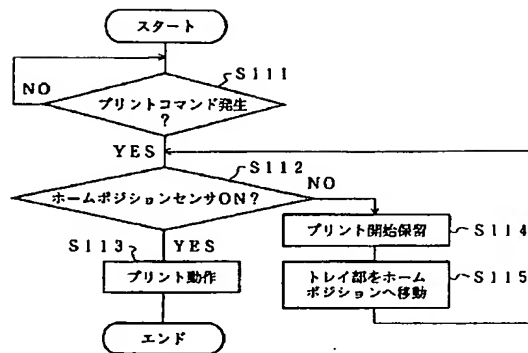 スタート
S111
NO
プリントコマンド発生
?
YES
S112
ホームポジションセンサON?
NO
S113
YES
プリント開始保留
S114
プリント動作
トレイ部をホーム
ポジションへ移動
S115
エンド